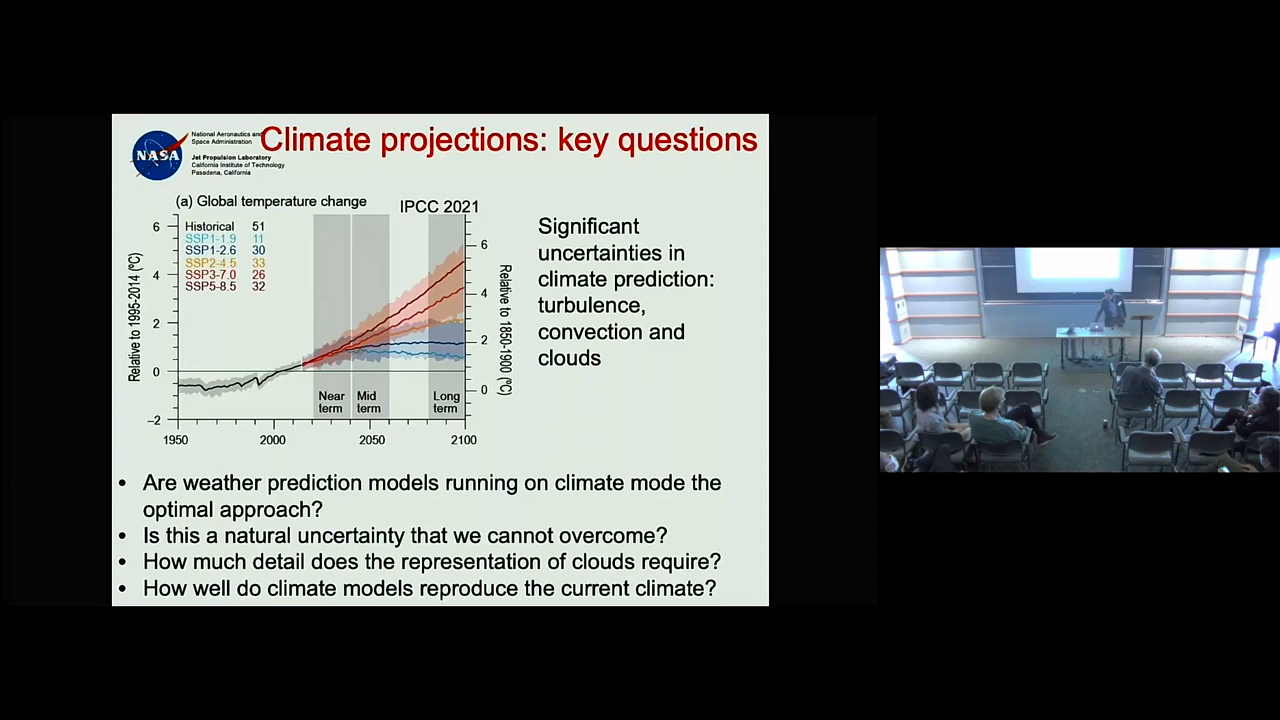 National Aeronautics and
Space Administration
Jet Propulsion Laboratory
California Institute of Technology
Pasadena, California
NASA
Climate projections: key questions
(a) Global temperature change
IPCC 2021
Historical 51
SSP1-1.9 11
SSP1-2.6 30
SSP2-4.5 33
SSP3-7.0 26
SSP5-8.5 32
Relative to 1995-2014 (ºC)
6
4
2
0
–2
6
4
2
0
Relative to 1850-1900 (ºC)
Near
term
Mid
term
Long
term
1950
2000
2050
2100
Significant
uncertainties in
climate prediction:
turbulence,
convection and
clouds
• Are weather prediction models running on climate mode the
optimal approach?
• Is this a natural uncertainty that we cannot overcome?
• How much detail does the representation of clouds require?
• How well do climate models reproduce the current climate?